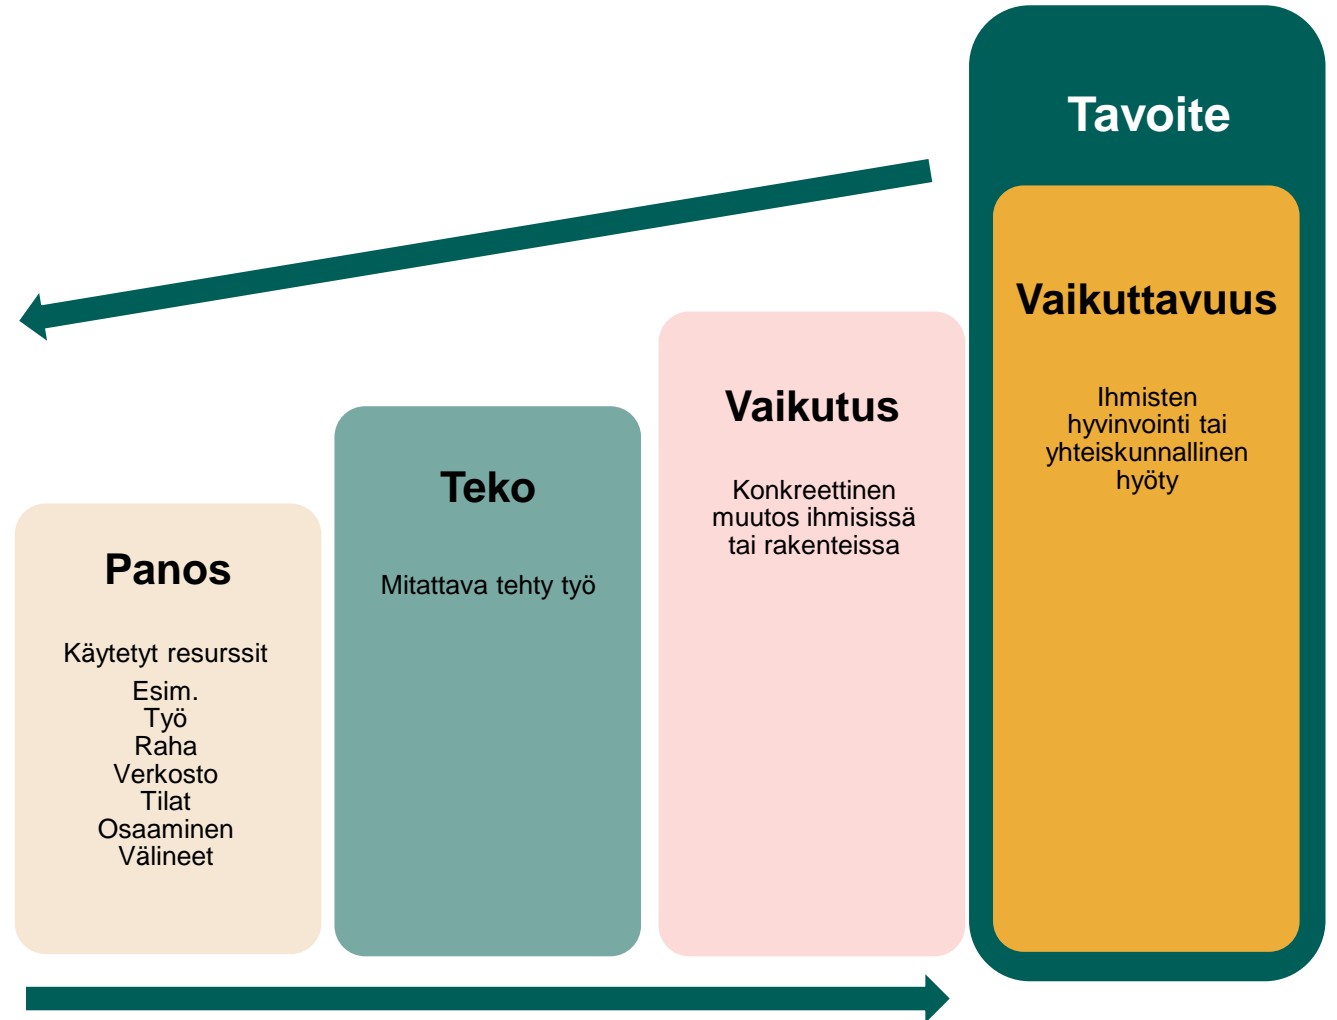 Panos
Käytetyt resurssit
Esim.
Työ
Raha
Verkosto
Tilat
Osaaminen
Välineet
Teko
Mitattava tehty työ
Vaikutus
Konkreettinen
muutos ihmisissä
tai rakenteissa
Tavoite
Vaikuttavuus
Ihmisten
hyvinvointi tai
yhteiskunnallinen
hyöty